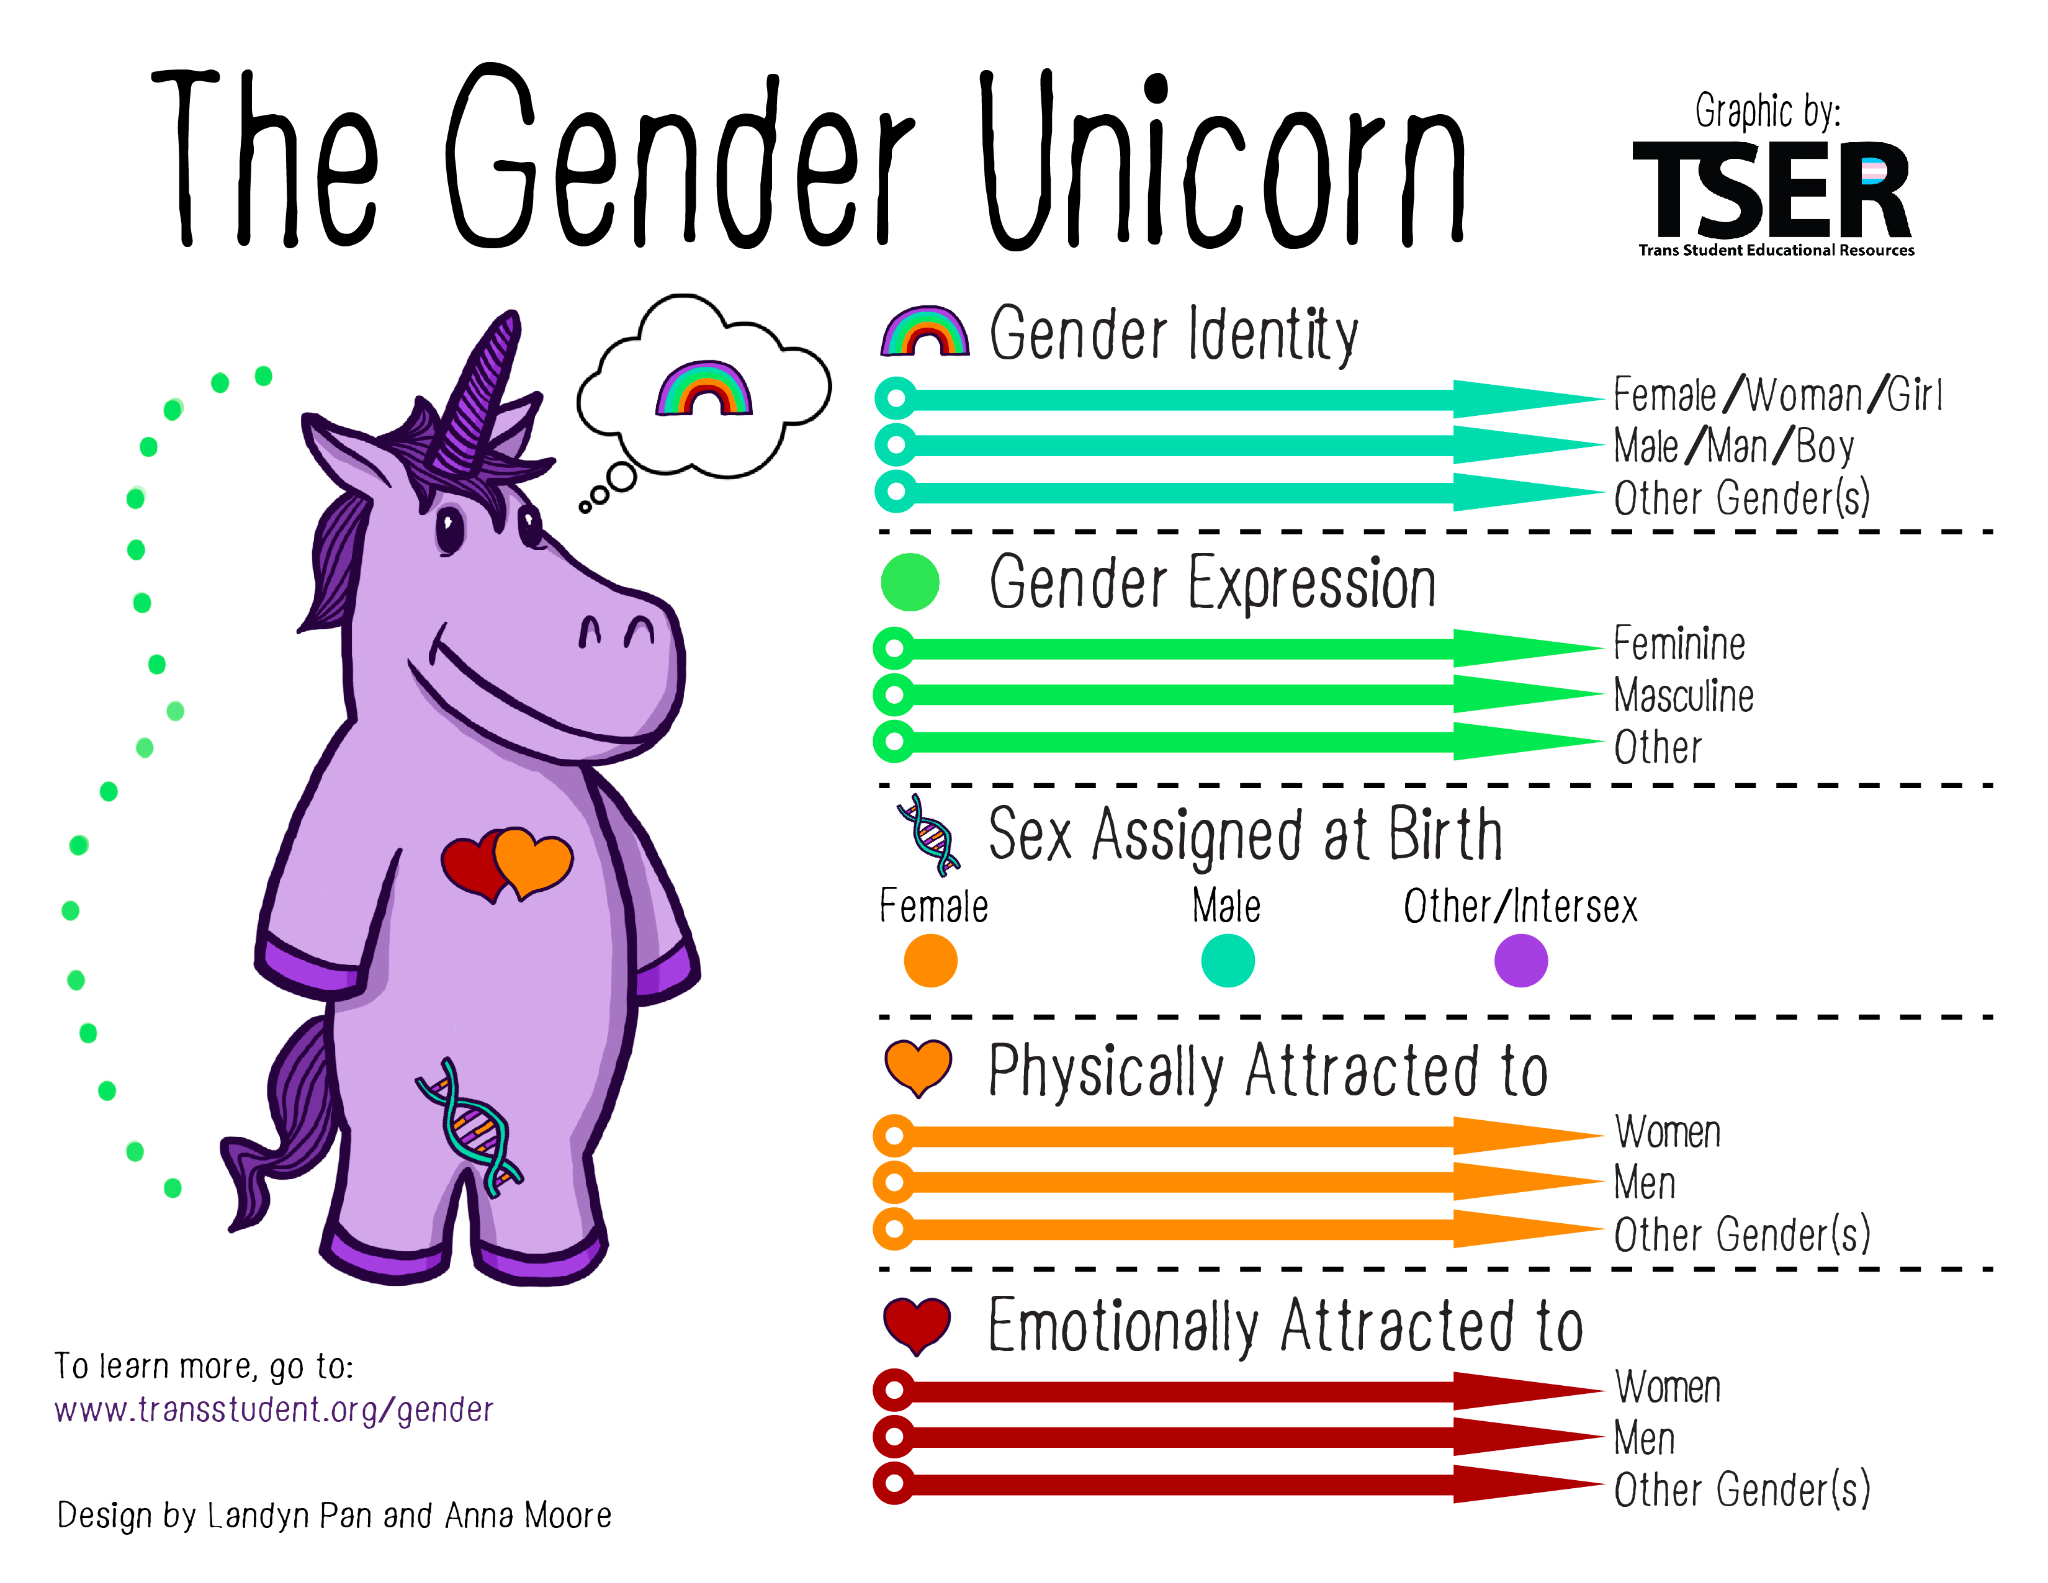 The Gender Unicorn
Graphic by:
TSER
Trans Student Educational Resources
Gender Identity
Female/Woman/Girl
Male/Man/Boy
Other Gender(s)
Gender Expression
Feminine
Masculine
Other
Sex Assigned at Birth
Female Male Other/Intersex
Physically Attracted to
Women
Men
Other Gender(s)
Emotionally Attracted to
Women
Men
Other Gender(s)
To learn more, go to:
www.transstudent.org/gender
Design by Landyn Pan and Anna Moore